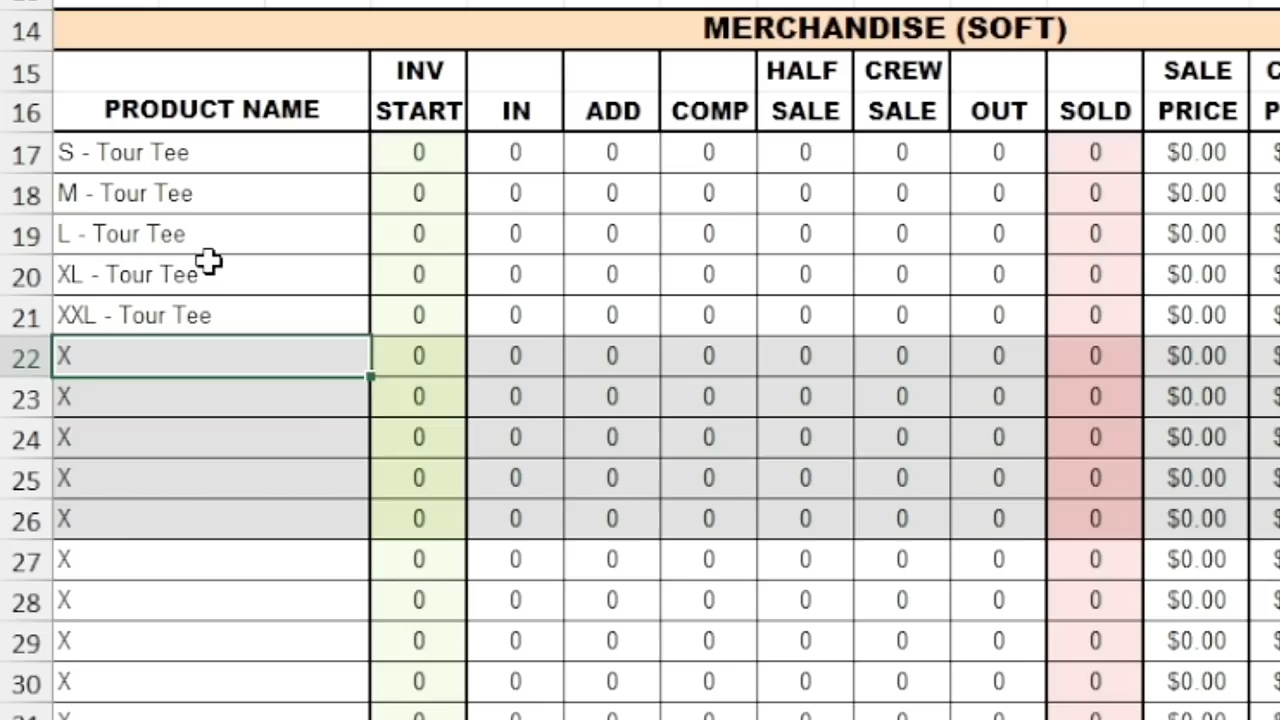 14 MERCHANDISE (SOFT)
15 INV HALF CREW SALE
16 PRODUCT NAME START IN ADD COMP SALE SALE OUT SOLD PRICE
17 S - Tour Tee 0 0 0 0 0 0 0 0 $0.00
18 M - Tour Tee 0 0 0 0 0 0 0 0 $0.00
19 L - Tour Tee 0 0 0 0 0 0 0 0 $0.00
20 XL - Tour Tee 0 0 0 0 0 0 0 0 $0.00
21 XXL - Tour Tee 0 0 0 0 0 0 0 0 $0.00
22 X 0 0 0 0 0 0 0 0 $0.00
23 X 0 0 0 0 0 0 0 0 $0.00
24 X 0 0 0 0 0 0 0 0 $0.00
25 X 0 0 0 0 0 0 0 0 $0.00
26 X 0 0 0 0 0 0 0 0 $0.00
27 X 0 0 0 0 0 0 0 0 $0.00
28 X 0 0 0 0 0 0 0 0 $0.00
29 X 0 0 0 0 0 0 0 0 $0.00
30 X 0 0 0 0 0 0 0 0 $0.00